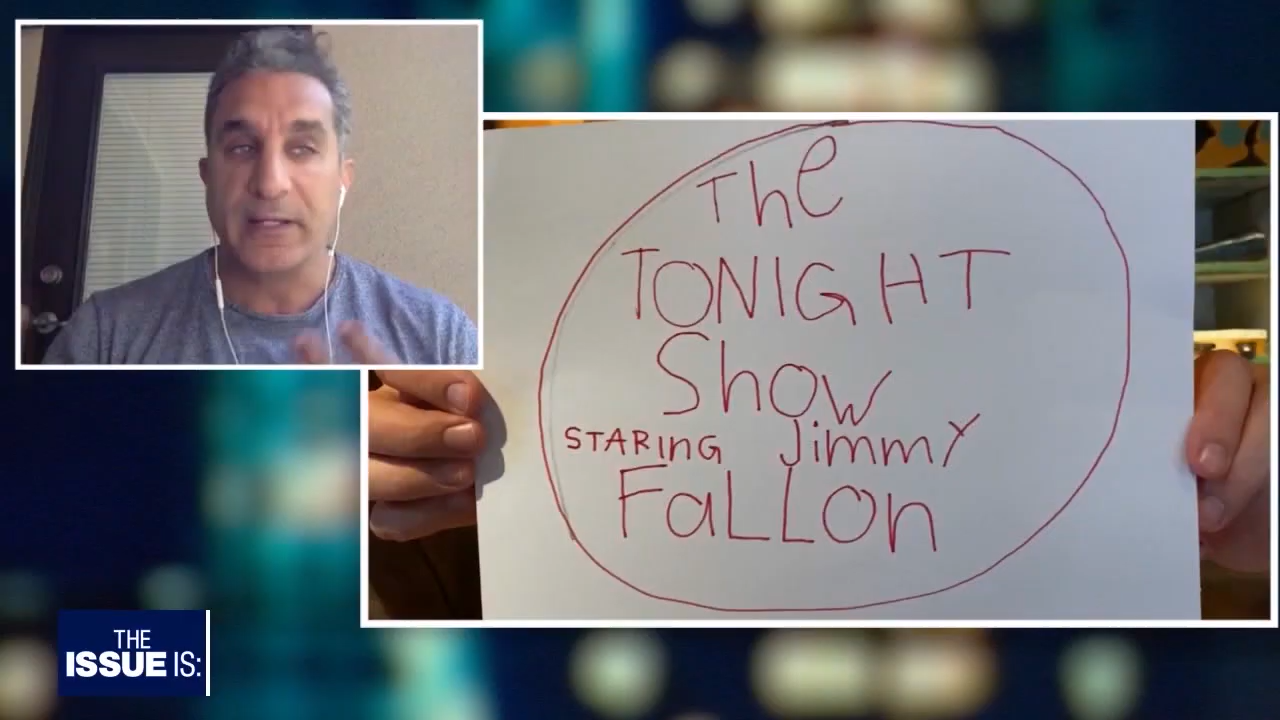 The
TONIGHT
Show
STARING Jimmy
FaLLOn
THE
ISSUE IS: